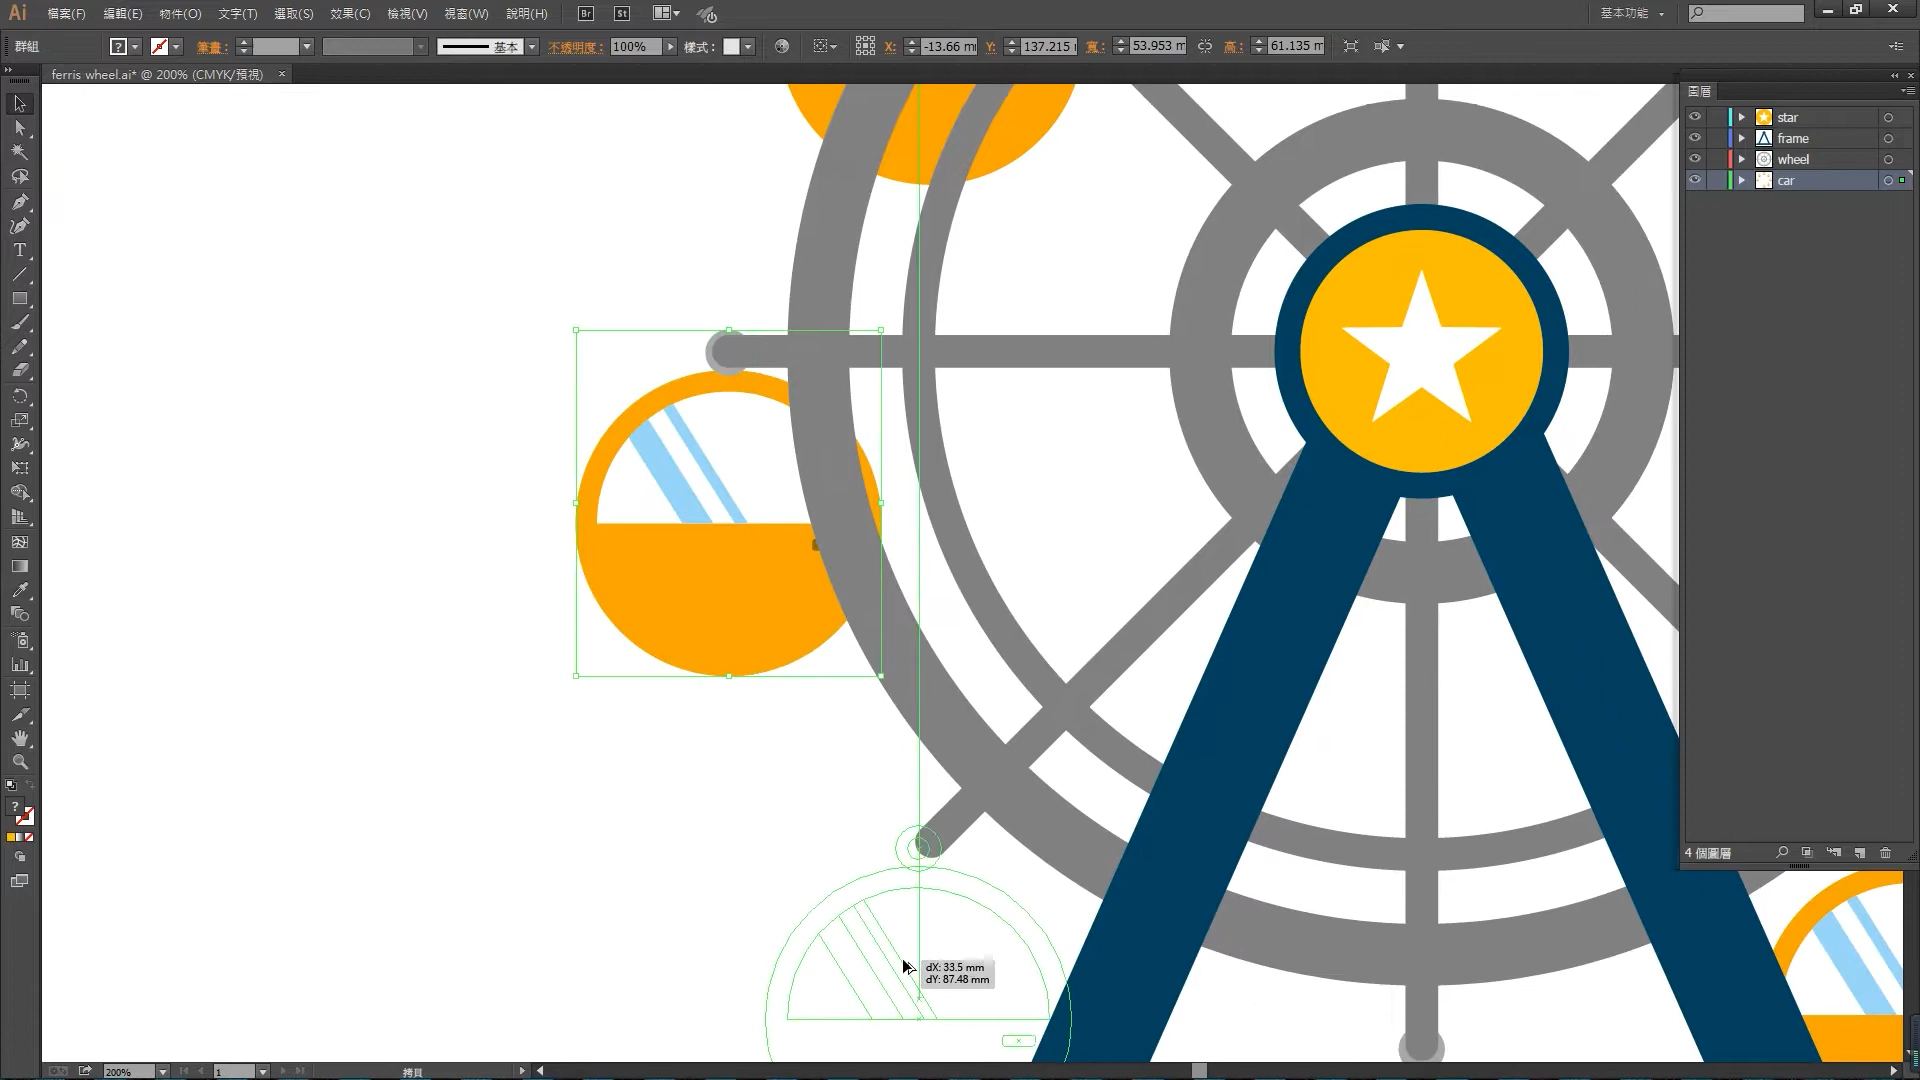 Ai 檔案(F) 編輯(E) 物件(O) 文字(T) 選取(S) 效果(C) 檢視(V) 視窗(W) 說明(H) Br St 基本功能
群組 ? 筆畫: 基本 不透明度: 100% 樣式: X: -13.66 m Y: 137.215 寬: 53.953 m 高: 61.135 m
ferris wheel.ai* @ 200% (CMYK/預視) ×
圖層
star
frame
wheel
car
T
?
dX: 33.5 mm
dY: 87.48 mm
4 個圖層
200% 1 拷貝